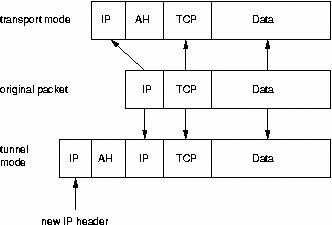 transport mode IP AH TCP Data
original packet IP TCP Data
tunnel
mode
IP AH IP TCP Data
new IP header